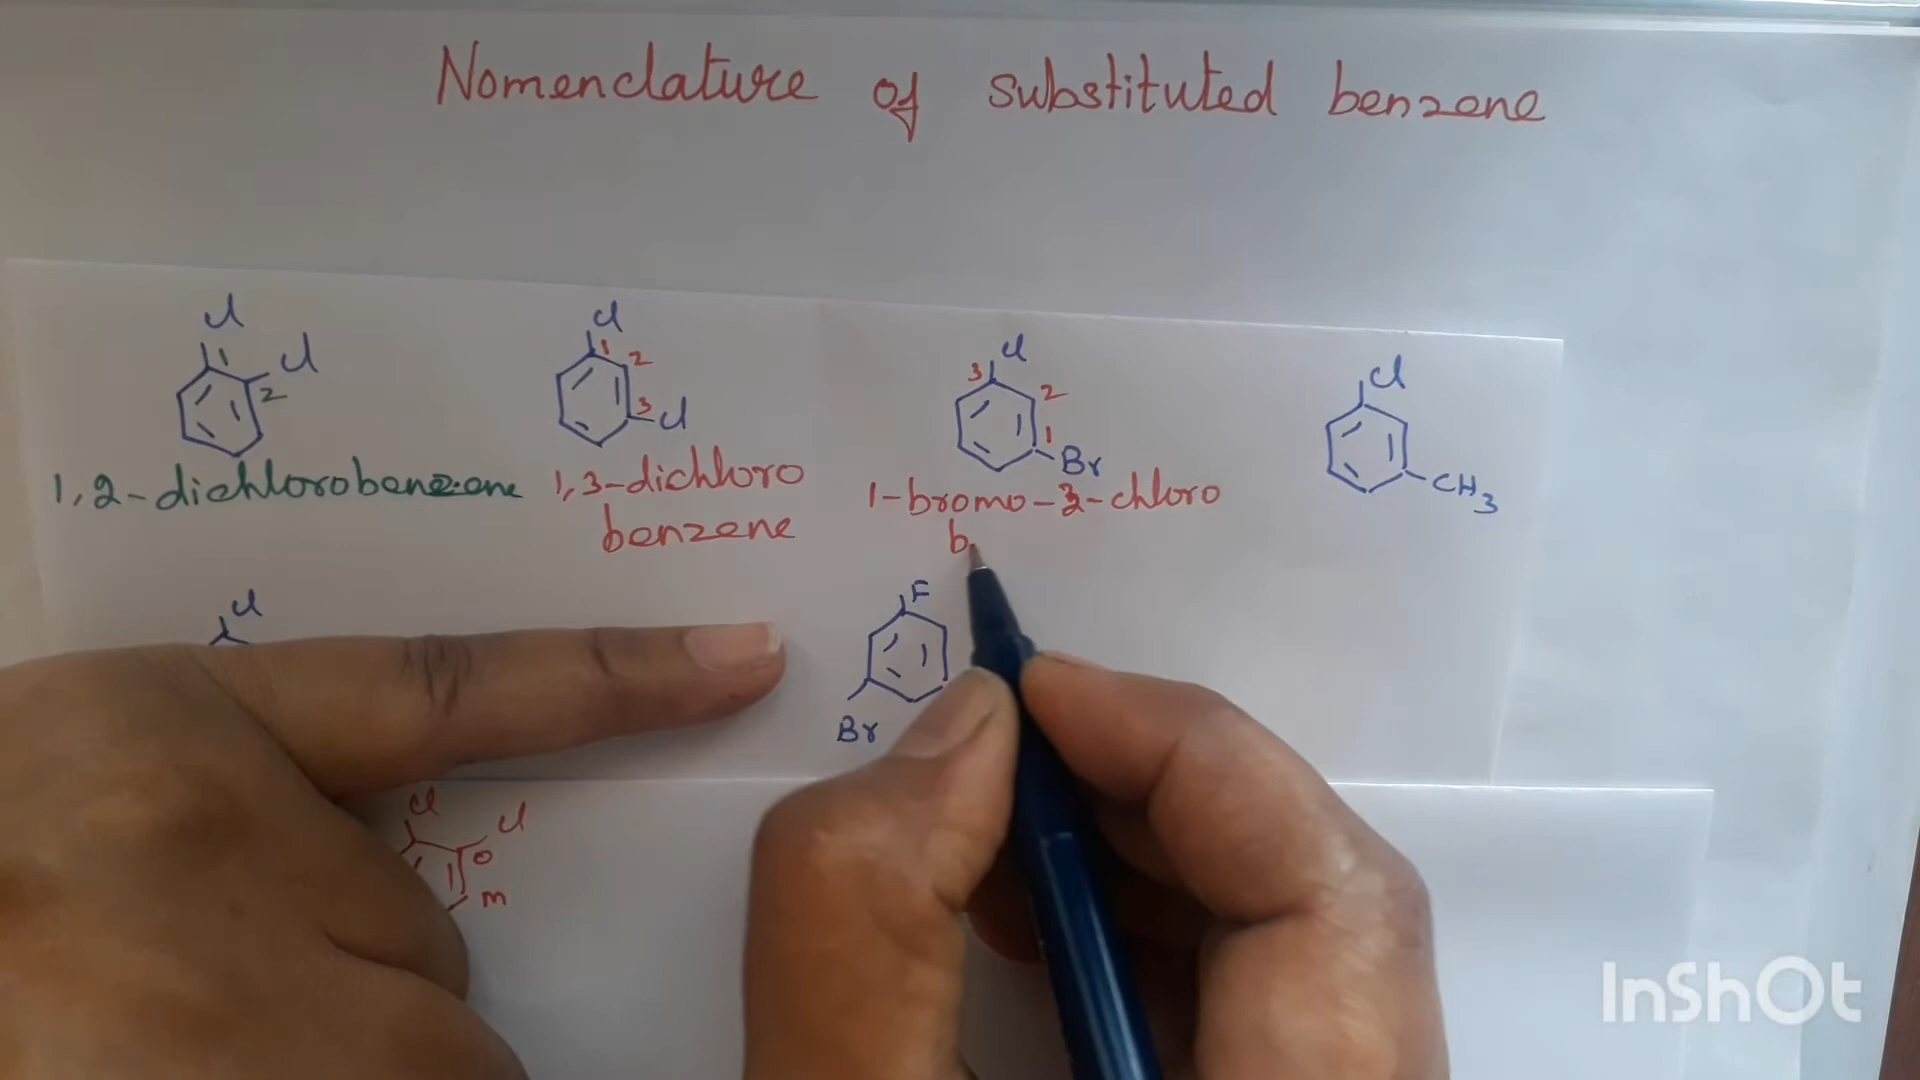 Nomenclature of substituted benzene
Cl
1
Cl
2
1,2-dichlorobenzene
Cl
1
2
3
Cl
1,3-dichloro
benzene
Cl
3
2
1
Br
1-bromo-3-chloro
b
Cl
CH3
Cl
F
Br
Cl
Cl
o
m
InShOt